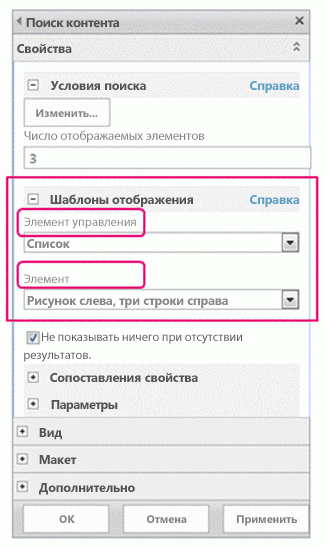 Поиск контента
Свойства
Условия поиска
Справка
Изменить...
Число отображаемых элементов
3
Шаблоны отображения
Справка
Элемент управления
Список
Элемент
Рисунок слева, три строки справа
Не показывать ничего при отсутствии
результатов.
Сопоставления свойства
Параметры
Вид
Макет
Дополнительно
ОК
Отмена
Применить